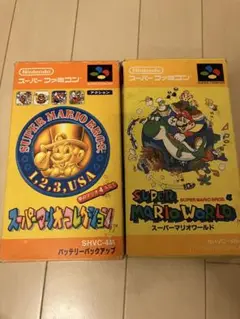 Nintendo
スーパーファミコン
アクション
SUPER MARIO BROS.
1, 2, 3, USA
スーパーマリオコレクション
SHVC-4M
バッテリーバックアップ
Nintendo
スーパーファミコン
SUPER MARIO BROS. 4
SUPER
MARIO WORLD
スーパーマリオワールド